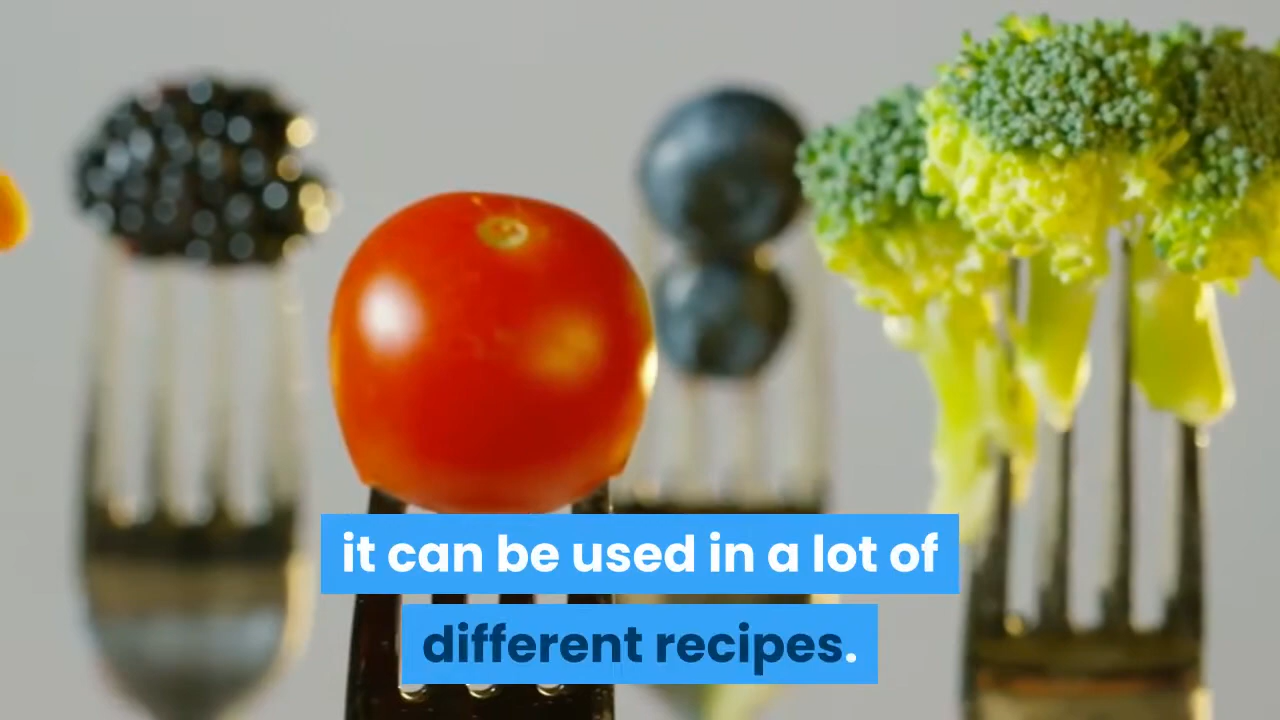 it can be used in a lot of
different recipes.